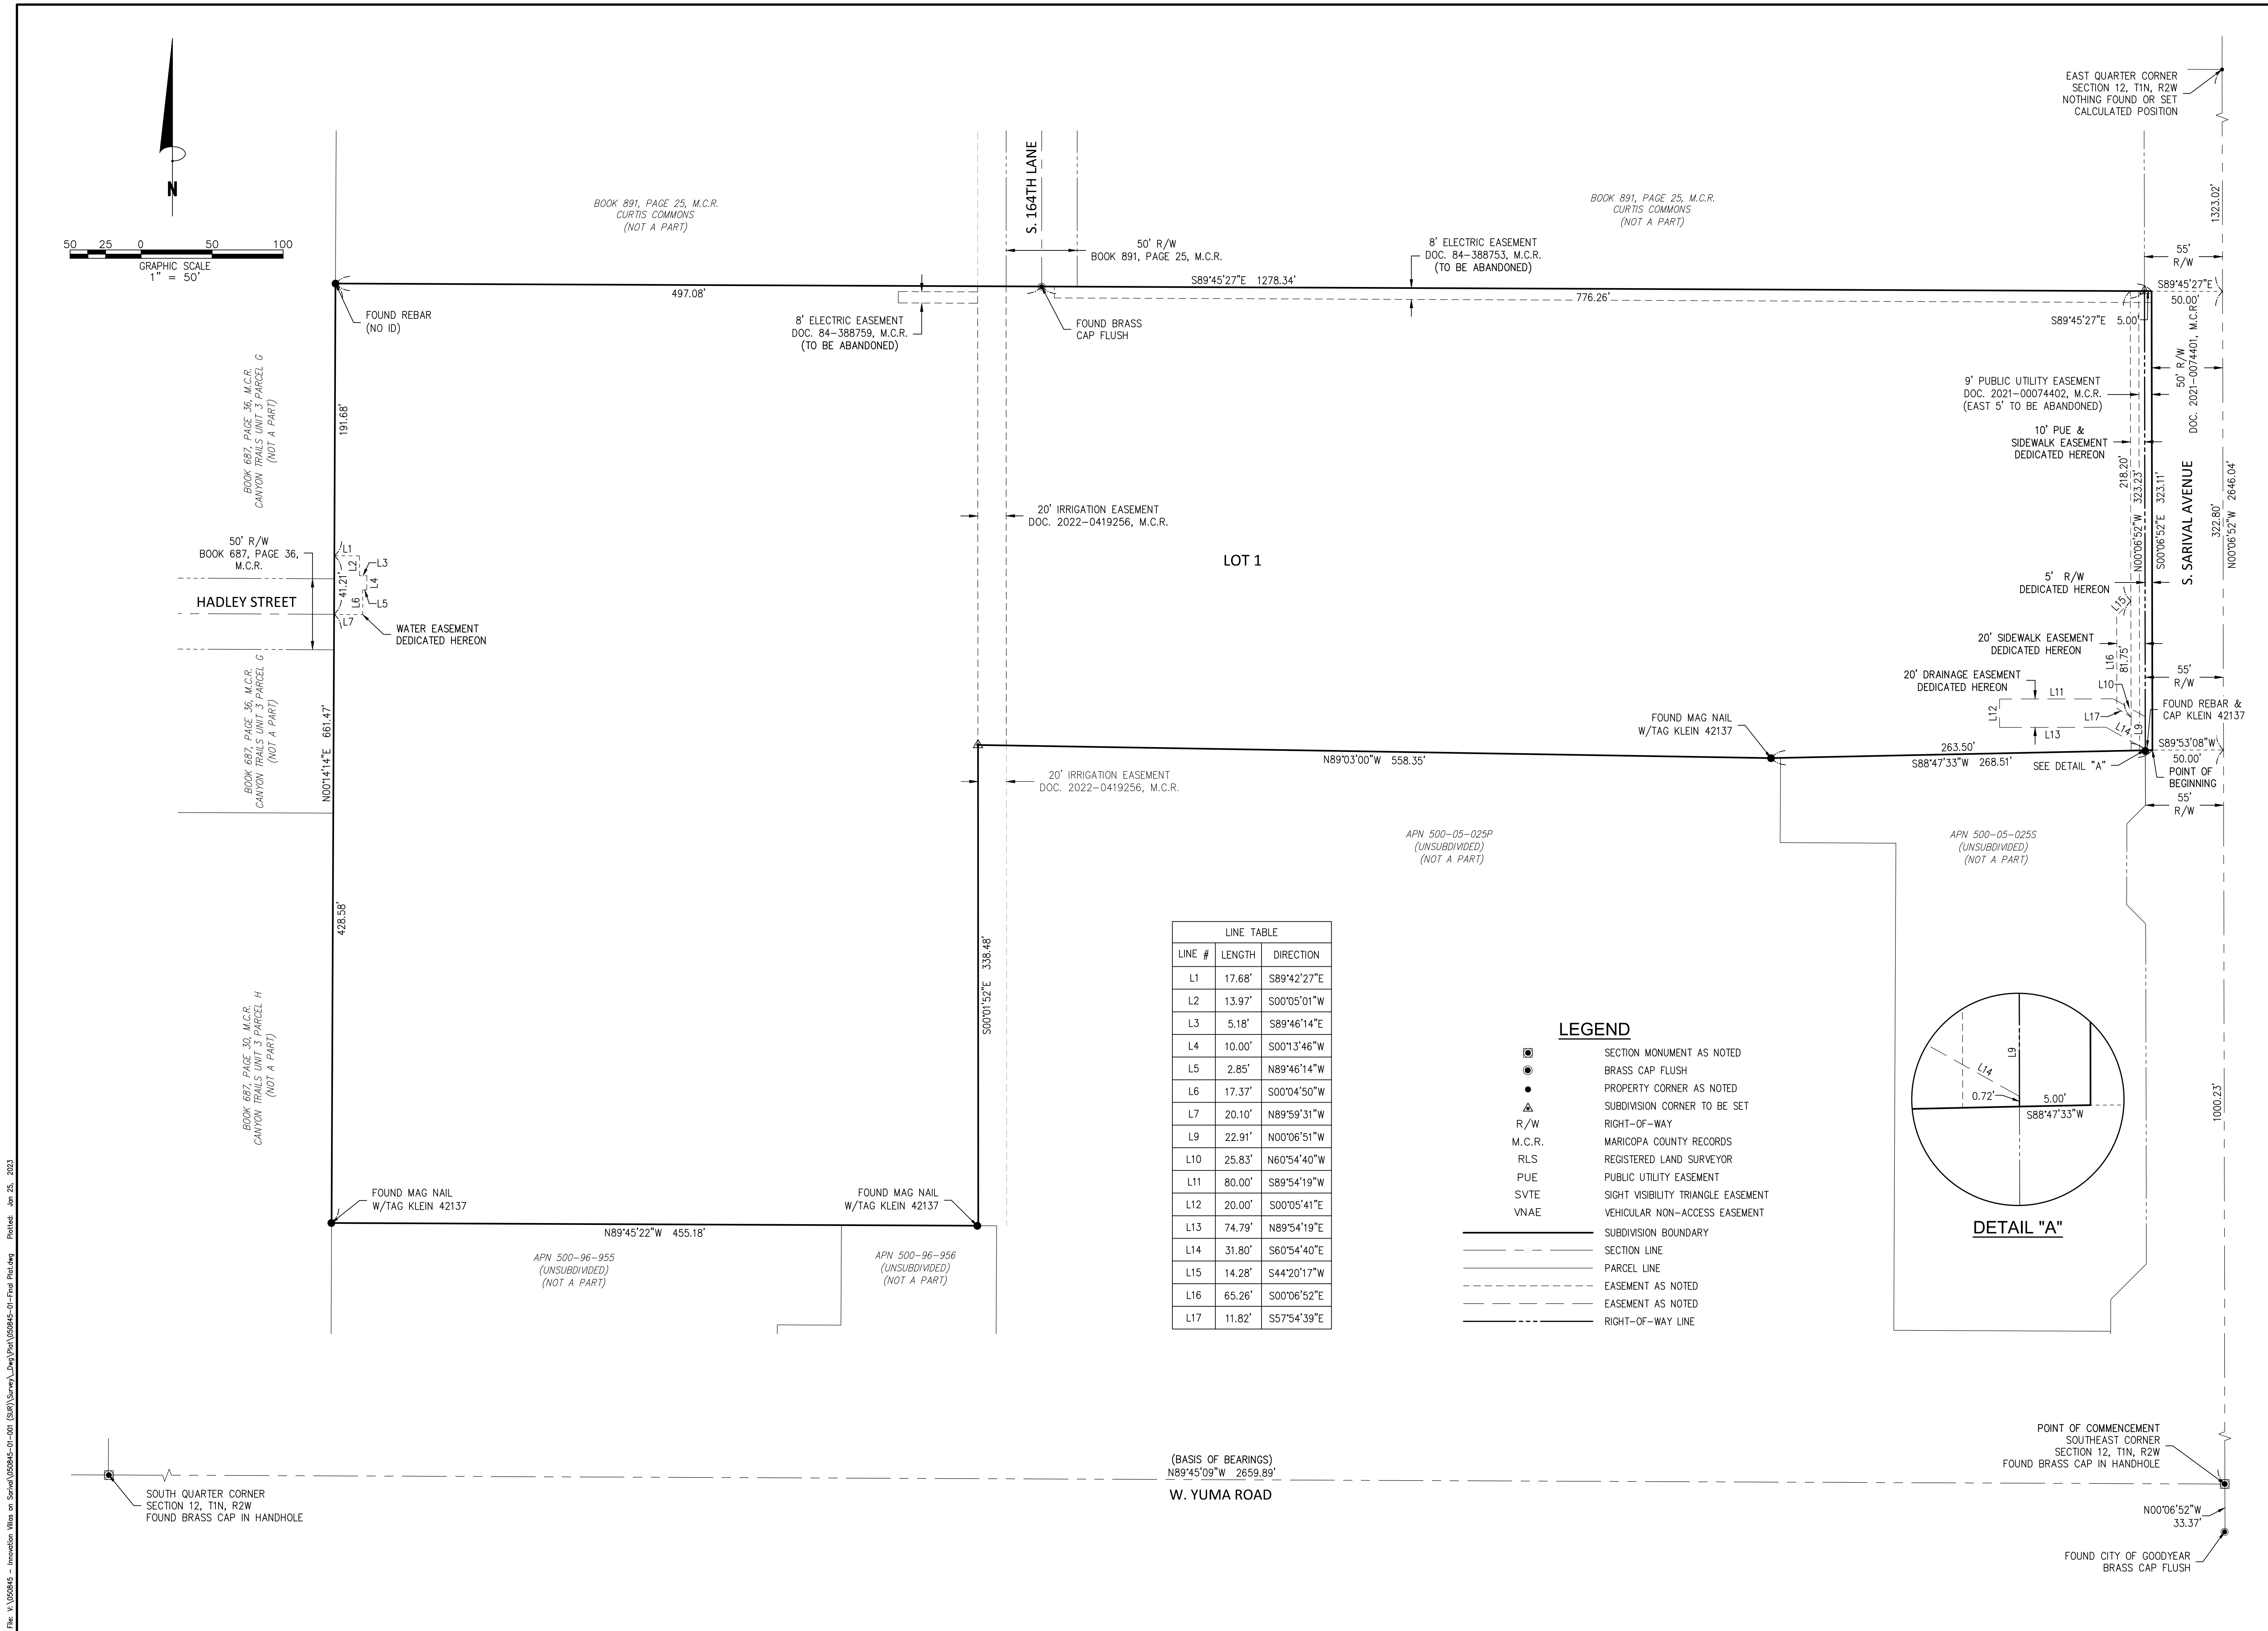 EAST QUARTER CORNER
SECTION 12, T1N, R2W
NOTHING FOUND OR SET
CALCULATED POSITION
N
50 25 0 50 100
GRAPHIC SCALE
1" = 50'
BOOK 891, PAGE 25, M.C.R.
CURTIS COMMONS
(NOT A PART)
S. 164TH LANE
50' R/W
BOOK 891, PAGE 25, M.C.R.
BOOK 891, PAGE 25, M.C.R.
CURTIS COMMONS
(NOT A PART)
8' ELECTRIC EASEMENT
DOC. 84-388753, M.C.R.
(TO BE ABANDONED)
1323.02'
55'
R/W
S89°45'27"E 1278.34'
497.08'
776.26'
S89°45'27"E
50.00'
S89°45'27"E 5.00'
FOUND REBAR
(NO ID)
8' ELECTRIC EASEMENT
DOC. 84-388759, M.C.R.
(TO BE ABANDONED)
FOUND BRASS
CAP FLUSH
BOOK 687, PAGE 36, M.C.R.
CANYON TRAILS UNIT 3 PARCEL G
(NOT A PART)
191.68'
50' R/W
DOC. 2021-0074401, M.C.R.
9' PUBLIC UTILITY EASEMENT
DOC. 2021-00074402, M.C.R.
(EAST 5' TO BE ABANDONED)
10' PUE &
SIDEWALK EASEMENT
DEDICATED HEREON
218.20'
N00°06'52"W 323.23'
S00°06'52"E 323.11'
S. SARIVAL AVENUE
322.80'
N00°06'52"W 2646.04'
20' IRRIGATION EASEMENT
DOC. 2022-0419256, M.C.R.
LOT 1
50' R/W
BOOK 687, PAGE 36,
M.C.R.
HADLEY STREET
L1
L2
L3
L4
41.21'
L6
L5
L7
WATER EASEMENT
DEDICATED HEREON
5' R/W
DEDICATED HEREON
L15
20' SIDEWALK EASEMENT
DEDICATED HEREON
L16
81.75'
20' DRAINAGE EASEMENT
DEDICATED HEREON
L10
L11
L12
L17
L14
L13
L9
55'
R/W
FOUND REBAR &
CAP KLEIN 42137
BOOK 687, PAGE 36, M.C.R.
CANYON TRAILS UNIT 3 PARCEL G
(NOT A PART)
N00°14'14"E 661.47'
FOUND MAG NAIL
W/TAG KLEIN 42137
N89°03'00"W 558.35'
263.50'
S88°47'33"W 268.51'
S89°53'08"W
50.00'
SEE DETAIL "A"
POINT OF
BEGINNING
55'
R/W
20' IRRIGATION EASEMENT
DOC. 2022-0419256, M.C.R.
APN 500-05-025P
(UNSUBDIVIDED)
(NOT A PART)
APN 500-05-025S
(UNSUBDIVIDED)
(NOT A PART)
428.58'
S00°01'52"E 338.48'
BOOK 687, PAGE 30, M.C.R.
CANYON TRAILS UNIT 3 PARCEL H
(NOT A PART)
LINE TABLE
LINE # LENGTH DIRECTION
L1 17.68' S89°42'27"E
L2 13.97' S00°05'01"W
L3 5.18' S89°46'14"E
L4 10.00' S00°13'46"W
L5 2.85' N89°46'14"W
L6 17.37' S00°04'50"W
L7 20.10' N89°59'31"W
L9 22.91' N00°06'51"W
L10 25.83' N60°54'40"W
L11 80.00' S89°54'19"W
L12 20.00' S00°05'41"E
L13 74.79' N89°54'19"E
L14 31.80' S60°54'40"E
L15 14.28' S44°20'17"W
L16 65.26' S00°06'52"E
L17 11.82' S57°54'39"E
LEGEND
SECTION MONUMENT AS NOTED
BRASS CAP FLUSH
PROPERTY CORNER AS NOTED
SUBDIVISION CORNER TO BE SET
R/W RIGHT-OF-WAY
M.C.R. MARICOPA COUNTY RECORDS
RLS REGISTERED LAND SURVEYOR
PUE PUBLIC UTILITY EASEMENT
SVTE SIGHT VISIBILITY TRIANGLE EASEMENT
VNAE VEHICULAR NON-ACCESS EASEMENT
SUBDIVISION BOUNDARY
SECTION LINE
PARCEL LINE
EASEMENT AS NOTED
EASEMENT AS NOTED
RIGHT-OF-WAY LINE
L9
L14
0.72'
5.00'
S88°47'33"W
DETAIL "A"
1000.23'
FOUND MAG NAIL
W/TAG KLEIN 42137
FOUND MAG NAIL
W/TAG KLEIN 42137
N89°45'22"W 455.18'
APN 500-96-955
(UNSUBDIVIDED)
(NOT A PART)
APN 500-96-956
(UNSUBDIVIDED)
(NOT A PART)
POINT OF COMMENCEMENT
SOUTHEAST CORNER
SECTION 12, T1N, R2W
FOUND BRASS CAP IN HANDHOLE
(BASIS OF BEARINGS)
N89°45'09"W 2659.89'
W. YUMA ROAD
SOUTH QUARTER CORNER
SECTION 12, T1N, R2W
FOUND BRASS CAP IN HANDHOLE
N00°06'52"W
33.37'
FOUND CITY OF GOODYEAR
BRASS CAP FLUSH
File: V:\050845 - Innovation Villas on Sarival\050845-01-001 (SUR)\Survey\_Dwg\Plat\050845-01-Final Plat.dwg Plotted: Jan 25, 2023